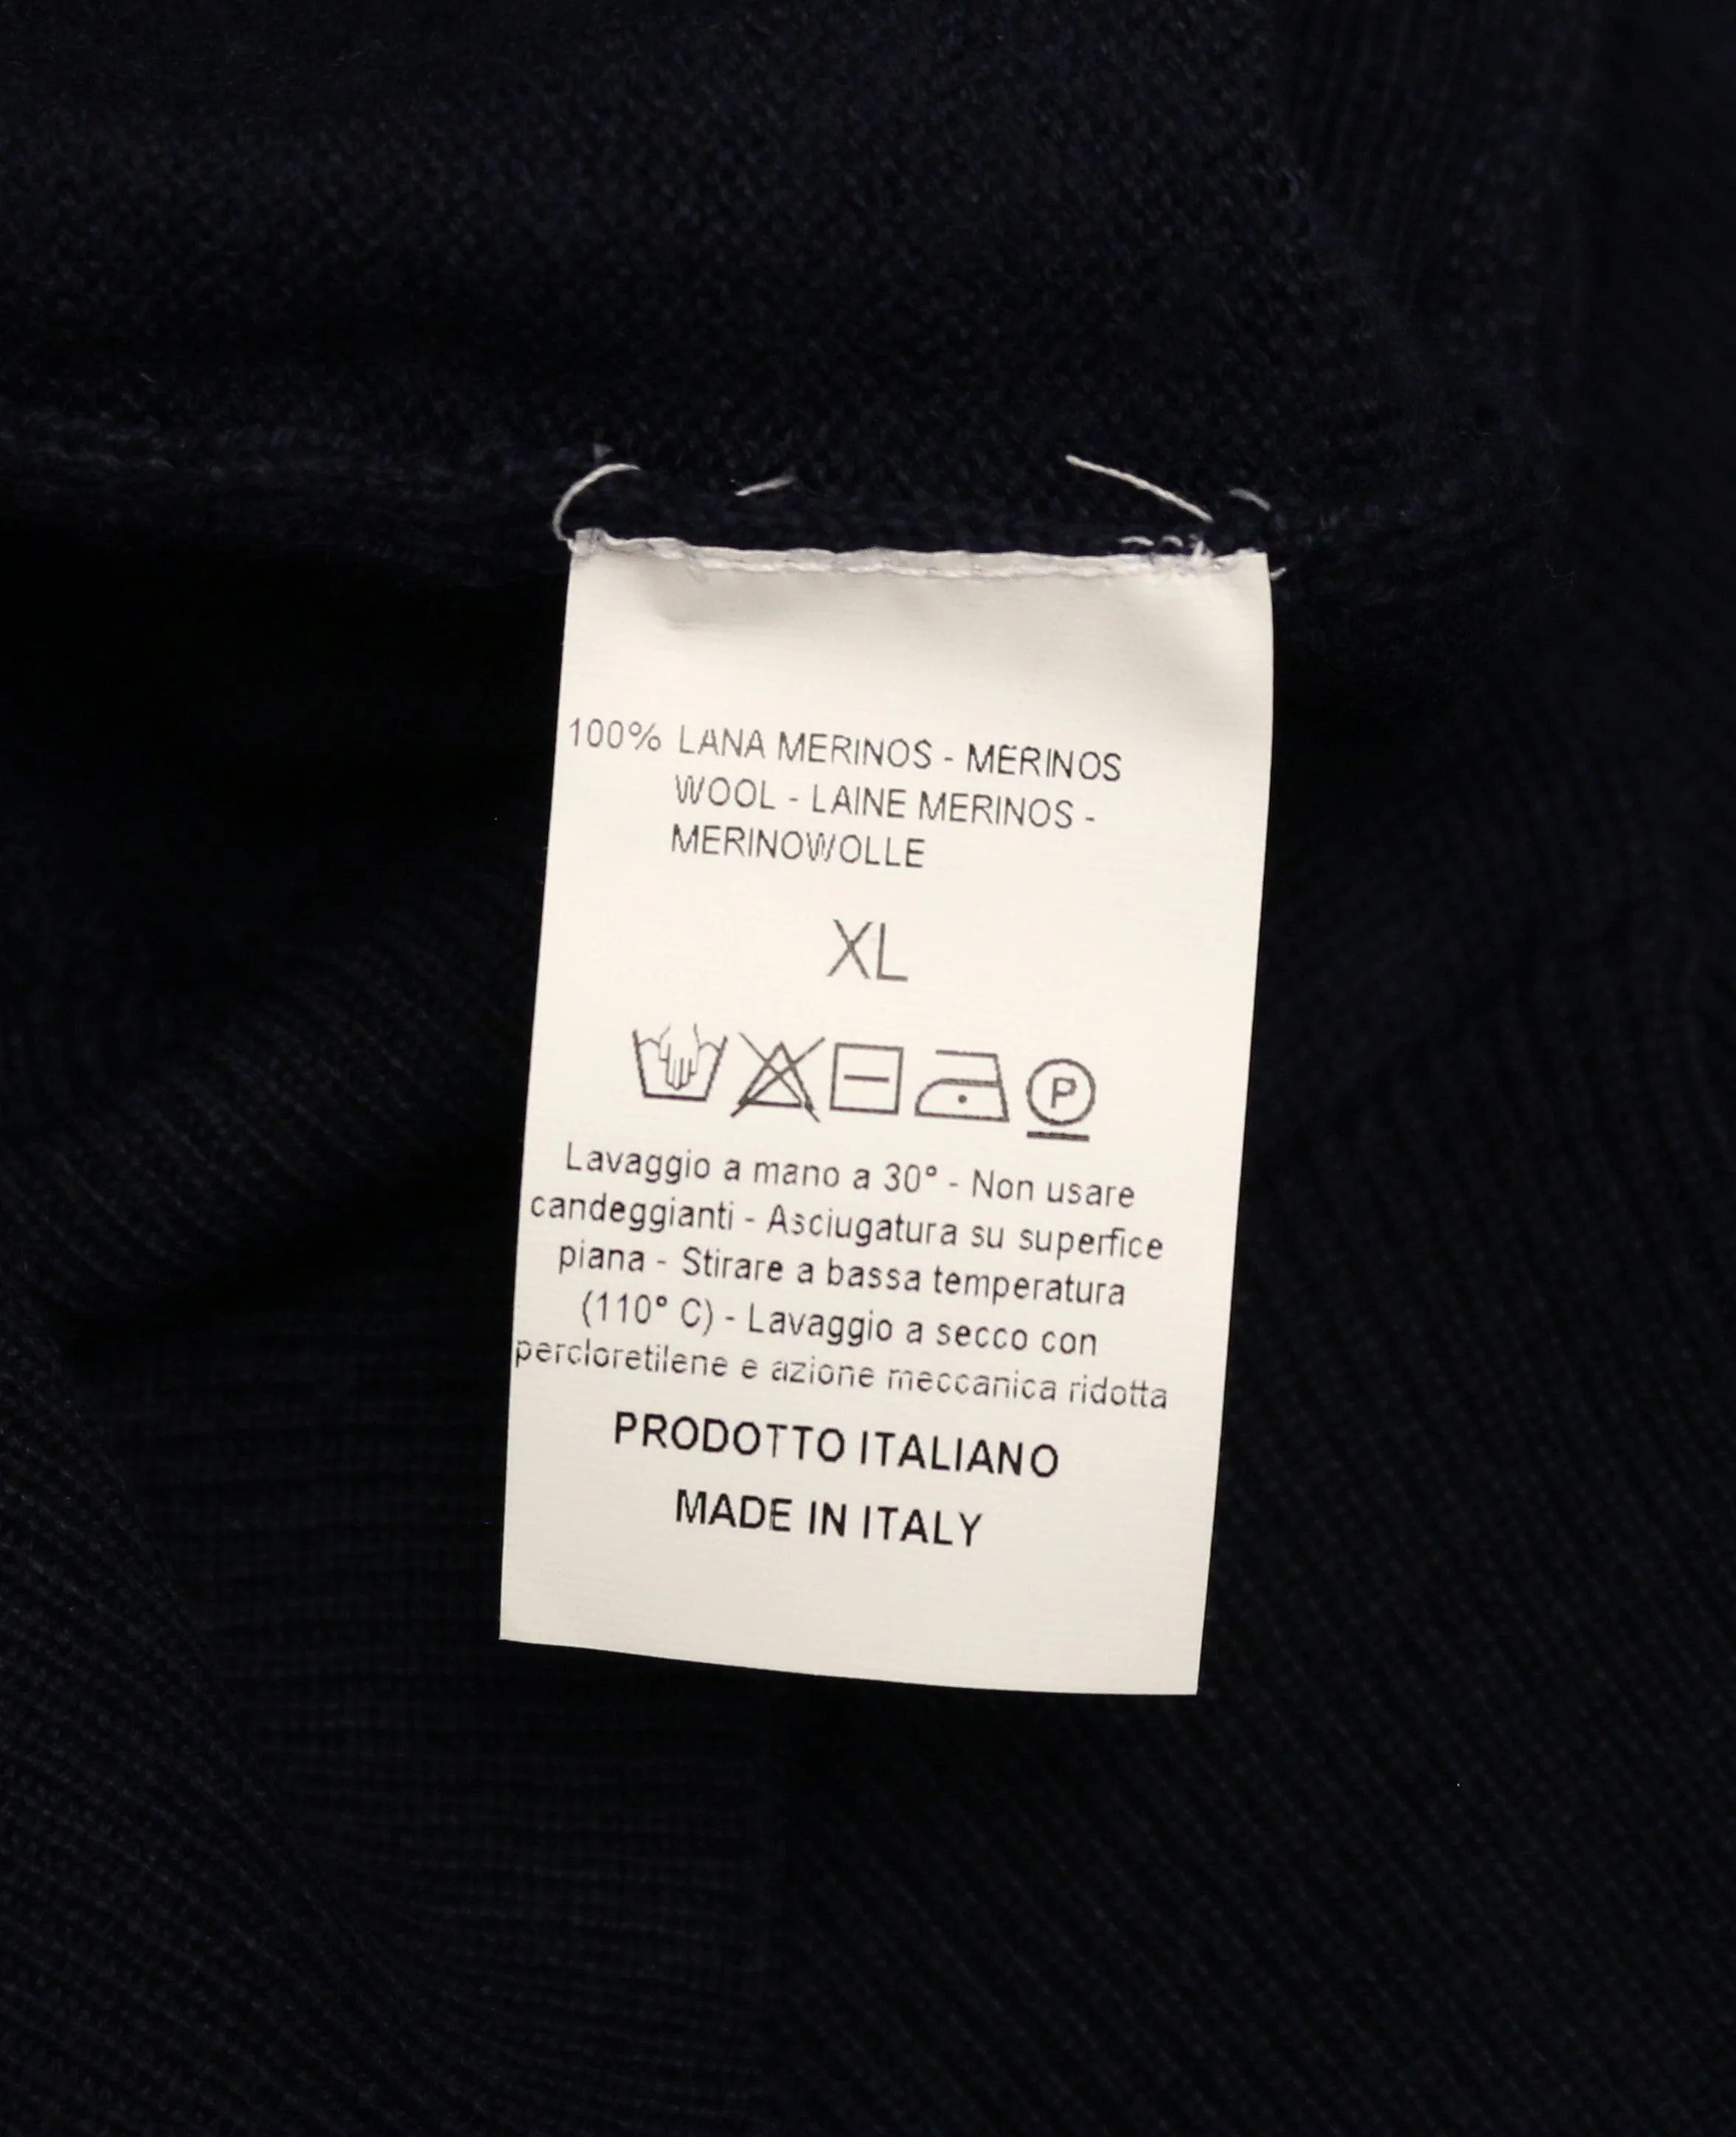 100% LANA MERINOS - MERINOS
WOOL - LAINE MERINOS -
MERINOWOLLE
XL
P
Lavaggio a mano a 30° - Non usare
candeggianti - Asciugatura su superfice
piana - Stirare a bassa temperatura
(110° C) - Lavaggio a secco con
percloretilene e azione meccanica ridotta
PRODOTTO ITALIANO
MADE IN ITALY